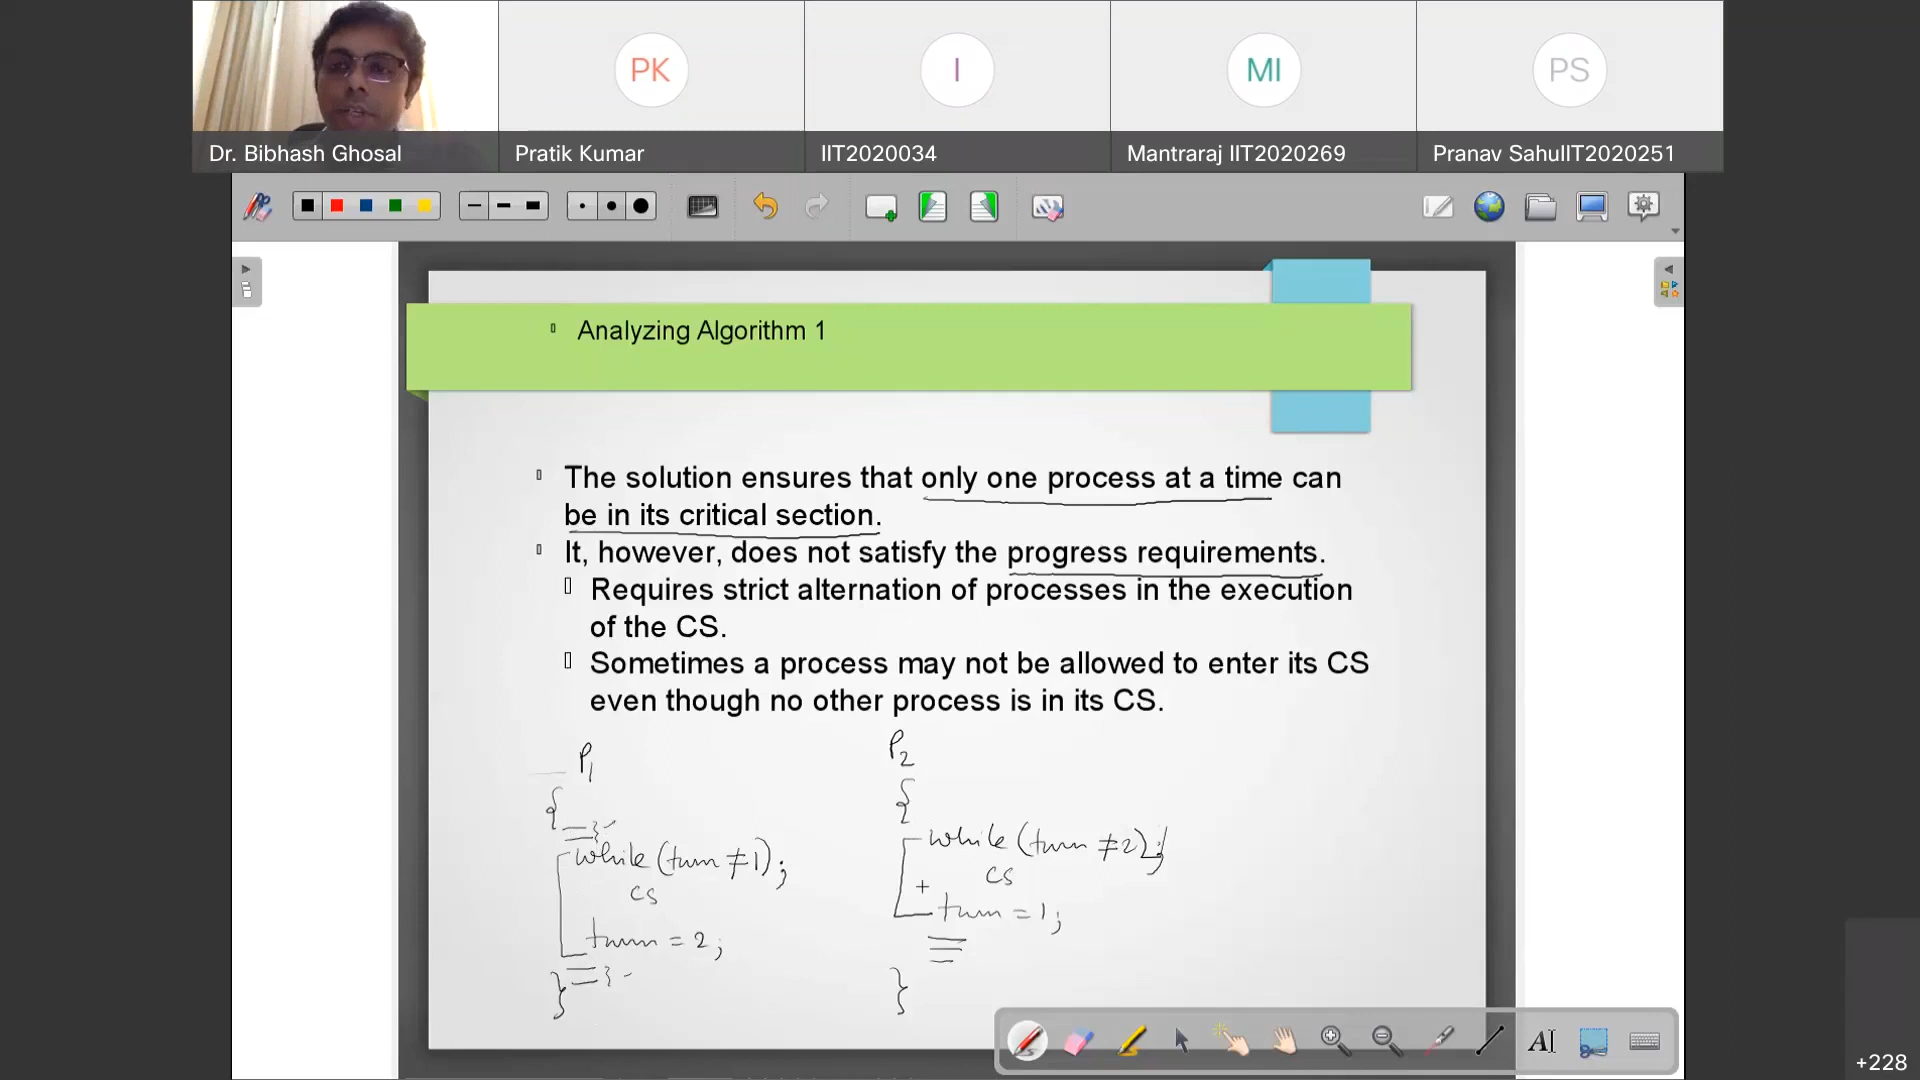 PK
I
MI
PS
Dr. Bibhash Ghosal
Pratik Kumar
IIT2020034
Mantraraj IIT2020269
Pranav SahuIIT2020251
Analyzing Algorithm 1
The solution ensures that only one process at a time can
be in its critical section.
It, however, does not satisfy the progress requirements.
Requires strict alternation of processes in the execution
of the CS.
Sometimes a process may not be allowed to enter its CS
even though no other process is in its CS.
P1
{
while (turn ≠ 1);
CS
turn = 2;
}
P2
{
while (turn ≠ 2);
CS
turn = 1;
}
AI
+228